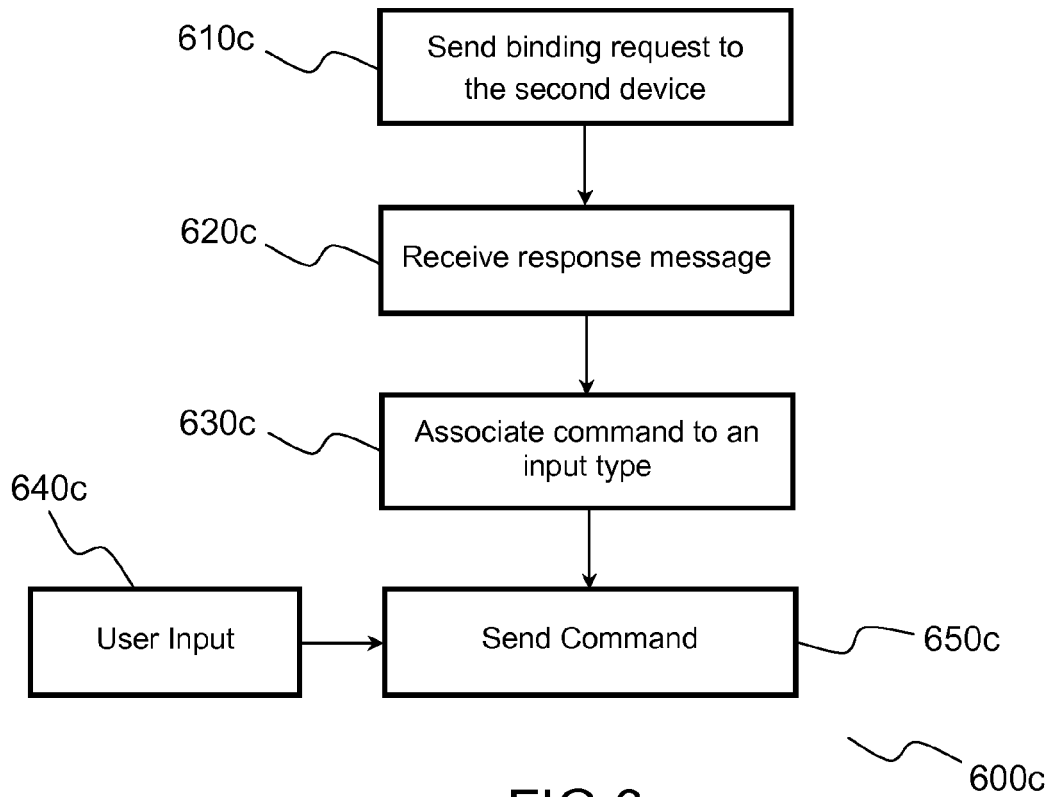 610c
Send binding request to
the second device
620c
Receive response message
630c
Associate command to an
input type
640c
User Input
Send Command
650c
600c